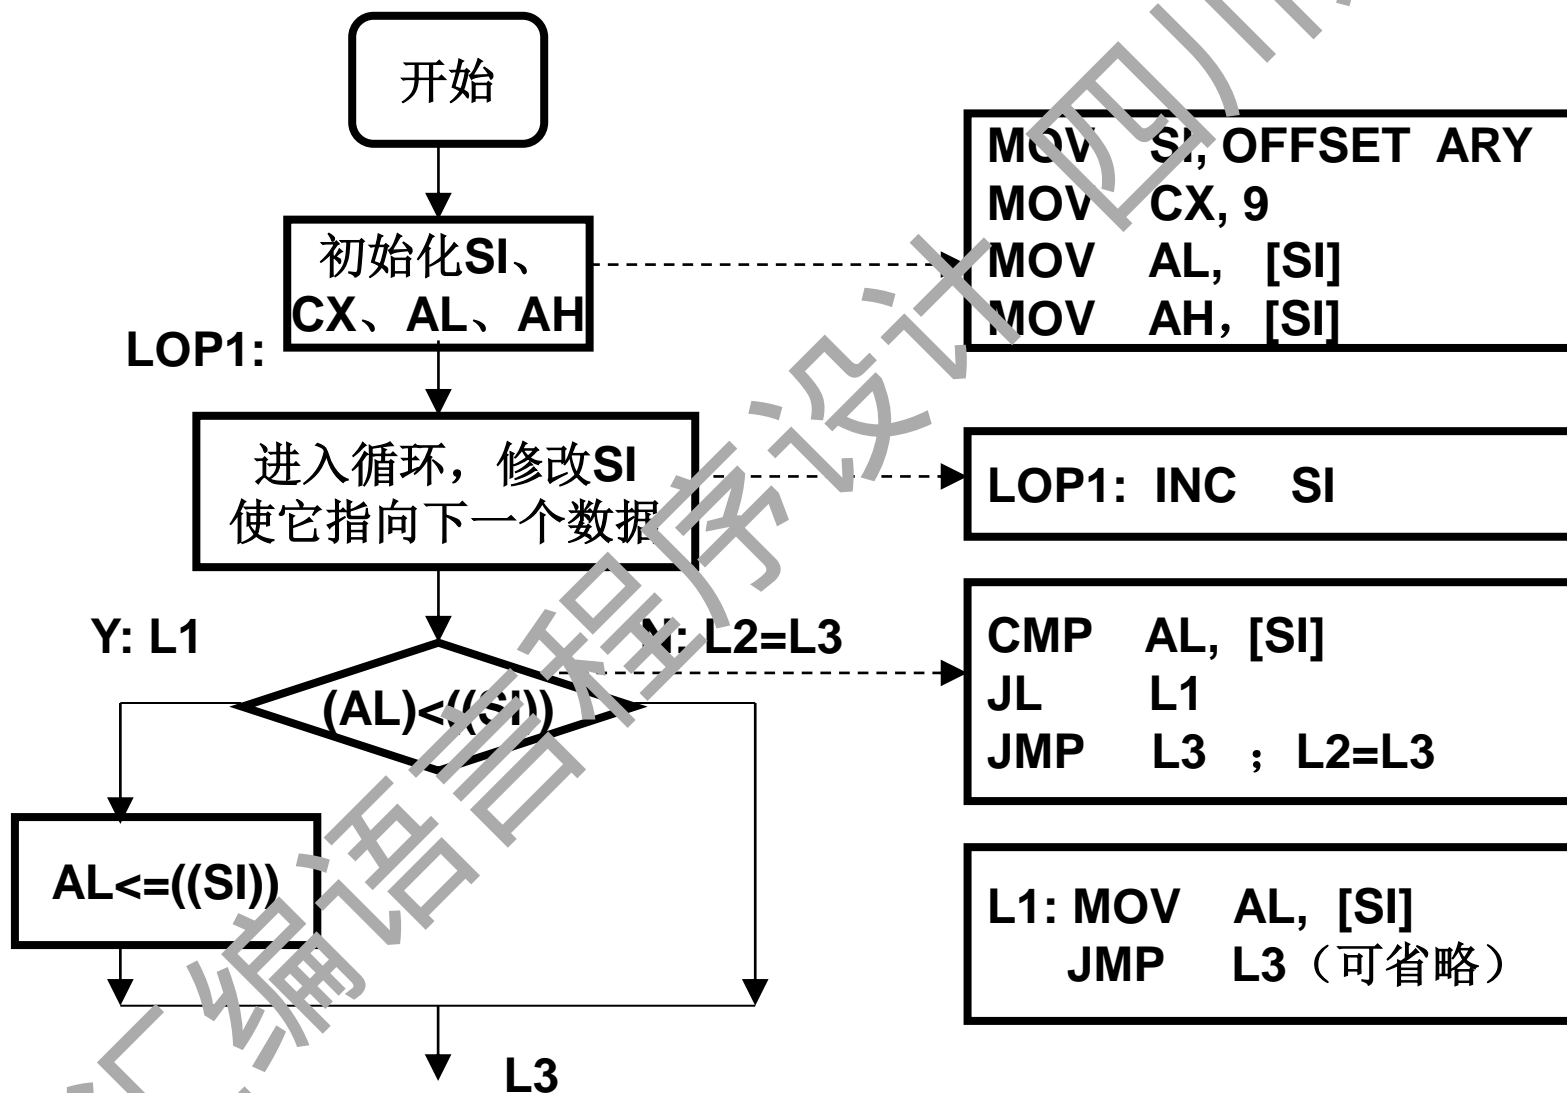 开始
初始化SI、
CX、AL、AH
LOP1:
进入循环，修改SI
使它指向下一个数据
Y: L1
N: L2=L3
(AL)<((SI))
AL<=((SI))
L3
MOV SI, OFFSET ARY
MOV CX, 9
MOV AL, [SI]
MOV AH，[SI]
LOP1: INC SI
CMP AL, [SI]
JL L1
JMP L3 ；L2=L3
L1: MOV AL, [SI]
JMP L3（可省略）
汇编语言程序设计 四川